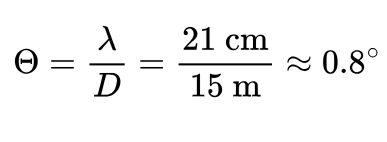 Θ = λ/D = 21 cm/15 m ≈ 0.8°